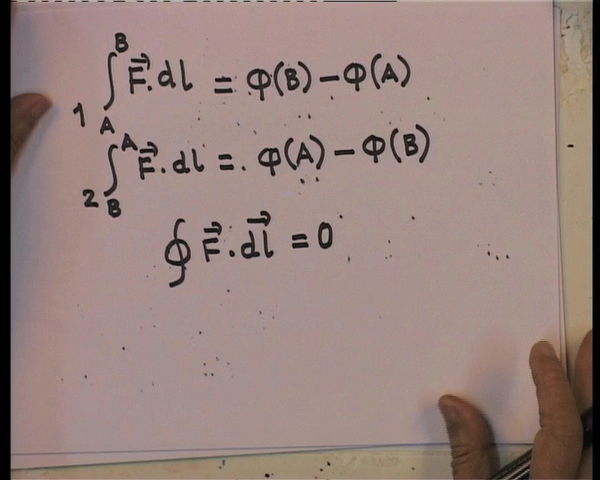 1 ∫_A^B F⃗.dl = φ(B) – φ(A)
2 ∫_B^A F⃗.dl =. φ(A) – φ(B)
∮ F⃗.dl⃗ = 0